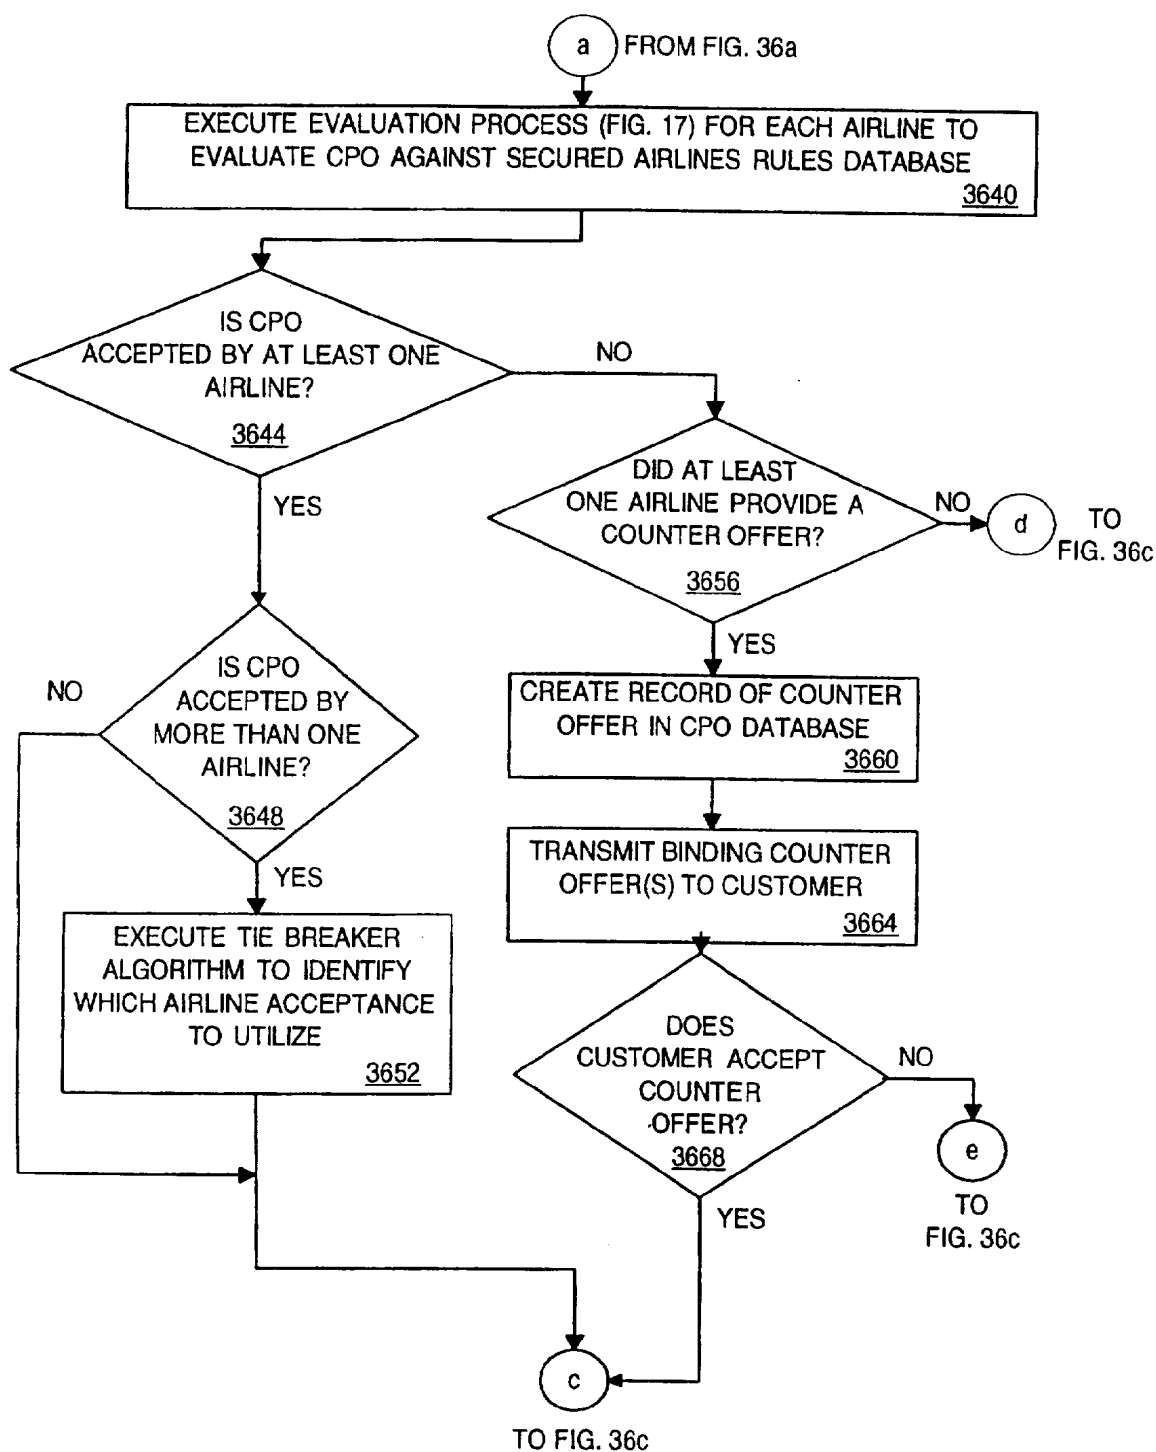 a
FROM FIG. 36a
EXECUTE EVALUATION PROCESS (FIG. 17) FOR EACH AIRLINE TO
EVALUATE CPO AGAINST SECURED AIRLINES RULES DATABASE
3640
IS CPO
ACCEPTED BY AT LEAST ONE
AIRLINE?
3644
NO
YES
DID AT LEAST
ONE AIRLINE PROVIDE A
COUNTER OFFER?
3656
NO
d
TO
FIG. 36c
YES
IS CPO
ACCEPTED BY
MORE THAN ONE
AIRLINE?
3648
NO
YES
CREATE RECORD OF COUNTER
OFFER IN CPO DATABASE
3660
TRANSMIT BINDING COUNTER
OFFER(S) TO CUSTOMER
3664
EXECUTE TIE BREAKER
ALGORITHM TO IDENTIFY
WHICH AIRLINE ACCEPTANCE
TO UTILIZE
3652
DOES
CUSTOMER ACCEPT
COUNTER
OFFER?
3668
NO
e
TO
FIG. 36c
YES
c
TO FIG. 36c